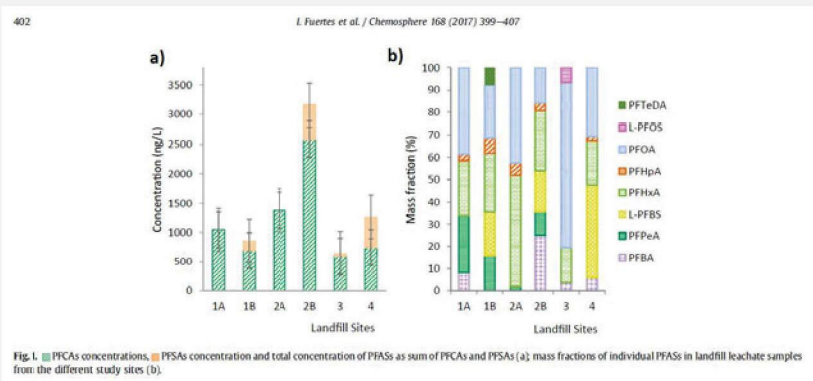 402
I. Fuertes et al. / Chemosphere 168 (2017) 399–407
a)
3500
3000
2500
2000
1500
1000
500
0
Concentration (ng/L)
1A 1B 2A 2B 3 4
Landfill Sites
b)
100
90
80
70
60
50
40
30
20
10
0
Mass fraction (%)
1A 1B 2A 2B 3 4
Landfill Sites
PFTeDA
L-PFOS
PFOA
PFHpA
PFHxA
L-PFBS
PFPeA
PFBA
Fig. 1. PFCAs concentrations, PFSAs concentration and total concentration of PFASs as sum of PFCAs and PFSAs (a); mass fractions of individual PFASs in landfill leachate samples
from the different study sites (b).